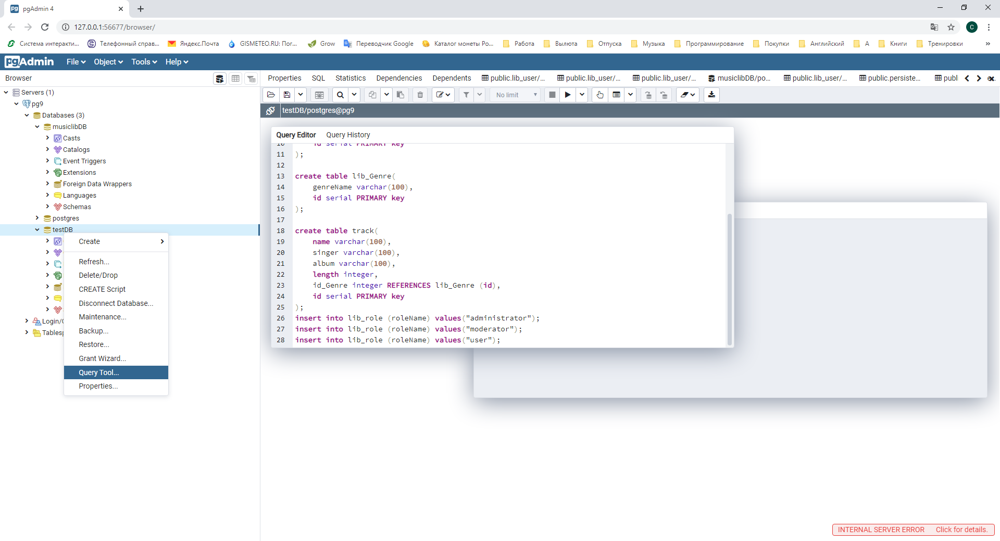 pgAdmin 4
127.0.0.1:56677/browser/
C
Система интеракти... Телефонный справ... Яндекс.Почта GISMETEO.RU: Пог... Grow Переводчик Google Каталог монеты Ро... Работа Вылюта Отпуска Музыка Программирование Покупки Английский А Книги Тренировки »
pgAdmin File Object Tools Help
Browser
Properties SQL Statistics Dependencies Dependents public.lib_user/... public.lib_user/... public.lib_user/... musiclibDB/po... public.lib_user/... public.persiste... publ
Servers (1)
pg9
Databases (3)
musiclibDB
Casts
Catalogs
Event Triggers
Extensions
Foreign Data Wrappers
Languages
Schemas
postgres
testDB
Login/
Tables
Create
Refresh...
Delete/Drop
CREATE Script
Disconnect Database...
Maintenance...
Backup...
Restore...
Grant Wizard...
Query Tool...
Properties...
No limit
testDB/postgres@pg9
Query Editor Query History
10 id serial PRIMARY key
11 );
12
13 create table lib_Genre(
14 genreName varchar(100),
15 id serial PRIMARY key
16 );
17
18 create table track(
19 name varchar(100),
20 singer varchar(100),
21 album varchar(100),
22 length integer,
23 id_Genre integer REFERENCES lib_Genre (id),
24 id serial PRIMARY key
25 );
26 insert into lib_role (roleName) values("administrator");
27 insert into lib_role (roleName) values("moderator");
28 insert into lib_role (roleName) values("user");
INTERNAL SERVER ERROR Click for details.